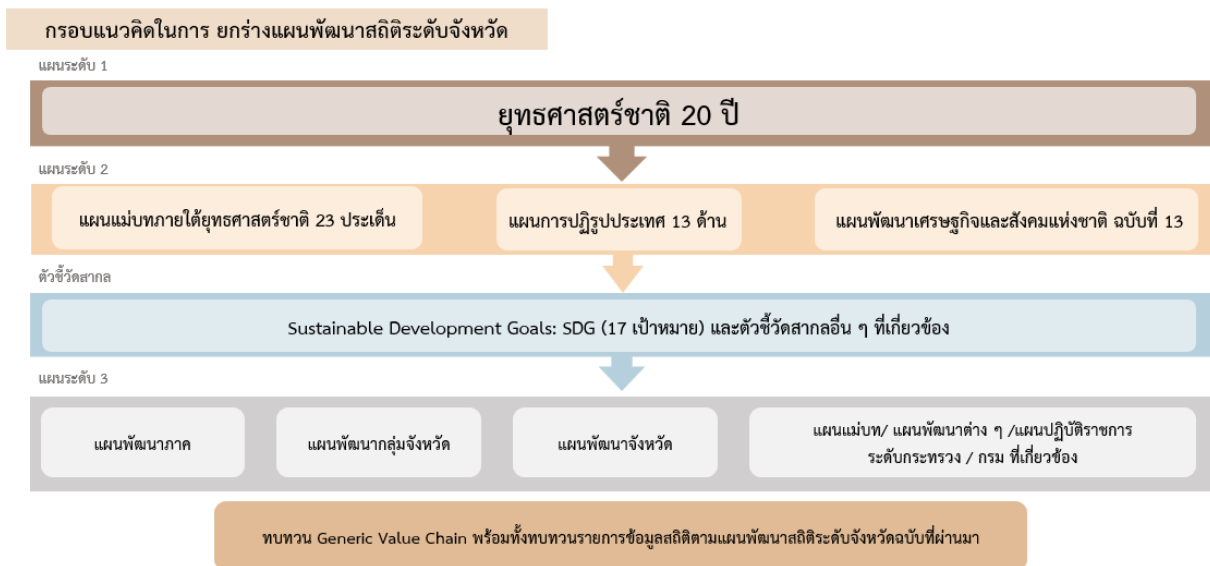 กรอบแนวคิดในการ ยกร่างแผนพัฒนาสถิติระดับจังหวัด
แผนระดับ 1
ยุทธศาสตร์ชาติ 20 ปี
แผนระดับ 2
แผนแม่บทภายใต้ยุทธศาสตร์ชาติ 23 ประเด็น
แผนการปฏิรูปประเทศ 13 ด้าน
แผนพัฒนาเศรษฐกิจและสังคมแห่งชาติ ฉบับที่ 13
ตัวชี้วัดสากล
Sustainable Development Goals: SDG (17 เป้าหมาย) และตัวชี้วัดสากลอื่น ๆ ที่เกี่ยวข้อง
แผนระดับ 3
แผนพัฒนาภาค
แผนพัฒนากลุ่มจังหวัด
แผนพัฒนาจังหวัด
แผนแม่บท/ แผนพัฒนาต่าง ๆ /แผนปฏิบัติราชการ
ระดับกระทรวง / กรม ที่เกี่ยวข้อง
ทบทวน Generic Value Chain พร้อมทั้งทบทวนรายการข้อมูลสถิติตามแผนพัฒนาสถิติระดับจังหวัดฉบับที่ผ่านมา